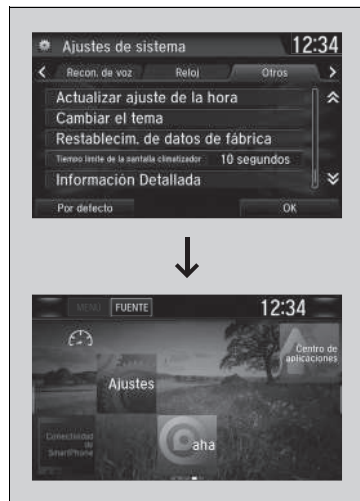 Ajustes de sistema 12:34
Recon. de voz Reloj Otros
Actualizar ajuste de la hora
Cambiar el tema
Restablecim. de datos de fábrica
Tiempo límite de la pantalla climatizador 10 segundos
Información Detallada
Por defecto OK
MENÚ FUENTE 12:34
Centro de
aplicaciones
Ajustes
Conectividad
de
SmartPhone
aha